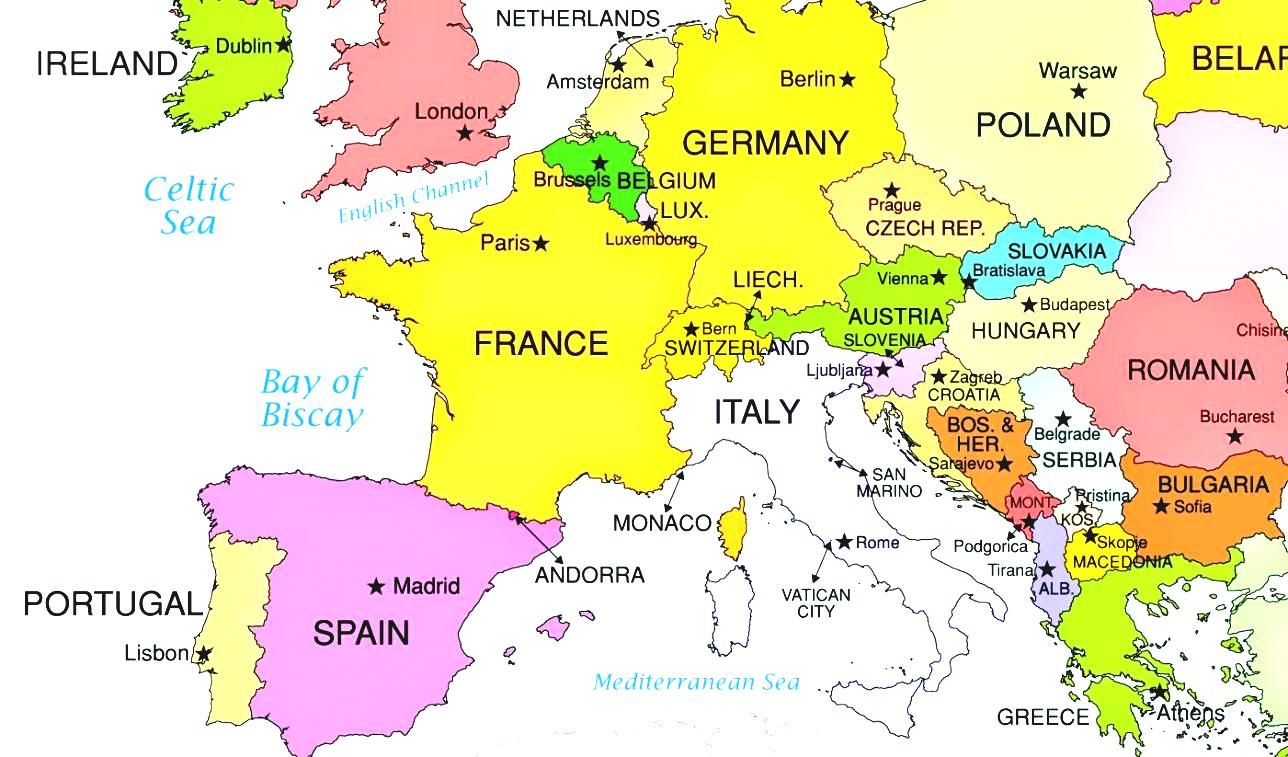 NETHERLANDS
IRELAND
Dublin
Amsterdam
Berlin
Warsaw
BELAR
London
POLAND
GERMANY
Celtic
Sea
English Channel
Brussels
BELGIUM
LUX.
Luxembourg
Prague
CZECH REP.
Paris
SLOVAKIA
Bratislava
Vienna
LIECH.
AUSTRIA
Budapest
HUNGARY
Bern
SWITZERLAND
SLOVENIA
Ljubljana
FRANCE
Chisin
ROMANIA
Zagreb
CROATIA
Bay of
Biscay
ITALY
Bucharest
BOS. &
HER.
Sarajevo
Belgrade
SERBIA
SAN
MARINO
BULGARIA
Sofia
MONT.
Pristina
KOS.
MONACO
Rome
Podgorica
Skopje
MACEDONIA
Tirana
ALB.
ANDORRA
VATICAN
CITY
PORTUGAL
Madrid
SPAIN
Lisbon
Mediterranean Sea
GREECE
Athens